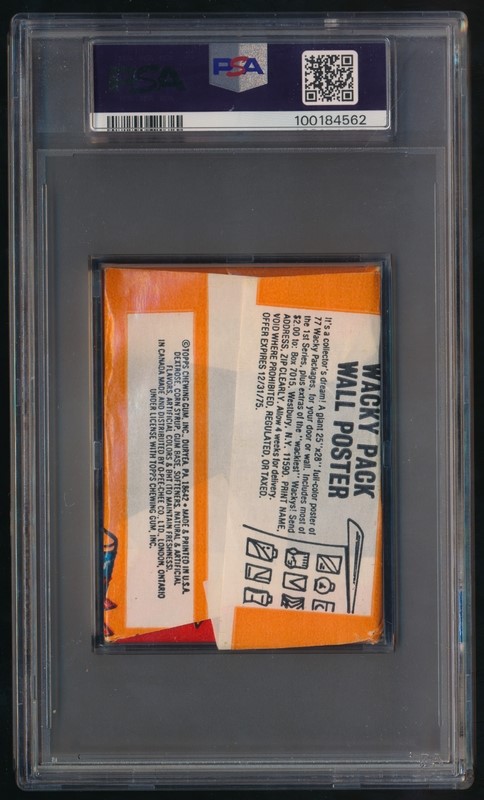 PSA
PSA
100184562
WACKY PACK
WALL POSTER
It's a collector's dream! A giant 25"x28" full-color poster of
77 Wacky Packages, for your door or wall. Includes most of
the 1st Series, plus extras of the "wackiest" Wackys! Send
$2.00 to: Box 7015, Westbury, N.Y. 11590. PRINT NAME,
ADDRESS, ZIP CLEARLY. Allow 4 weeks for delivery.
VOID WHERE PROHIBITED, REGULATED, OR TAXED.
OFFER EXPIRES 12/31/75.
©TOPPS CHEWING GUM, INC., DURYEA, PA. 18642 • MADE & PRINTED IN U.S.A.
DEXTROSE, CORN SYRUP, GUM BASE, SOFTENERS, NATURAL & ARTIFICIAL
FLAVORS, ARTIFICIAL COLORS & BHT (TO MAINTAIN FRESHNESS).
IN CANADA MADE AND DISTRIBUTED BY O-PEE-CHEE CO., LTD., LONDON, ONTARIO
UNDER LICENSE WITH TOPPS CHEWING GUM, INC.